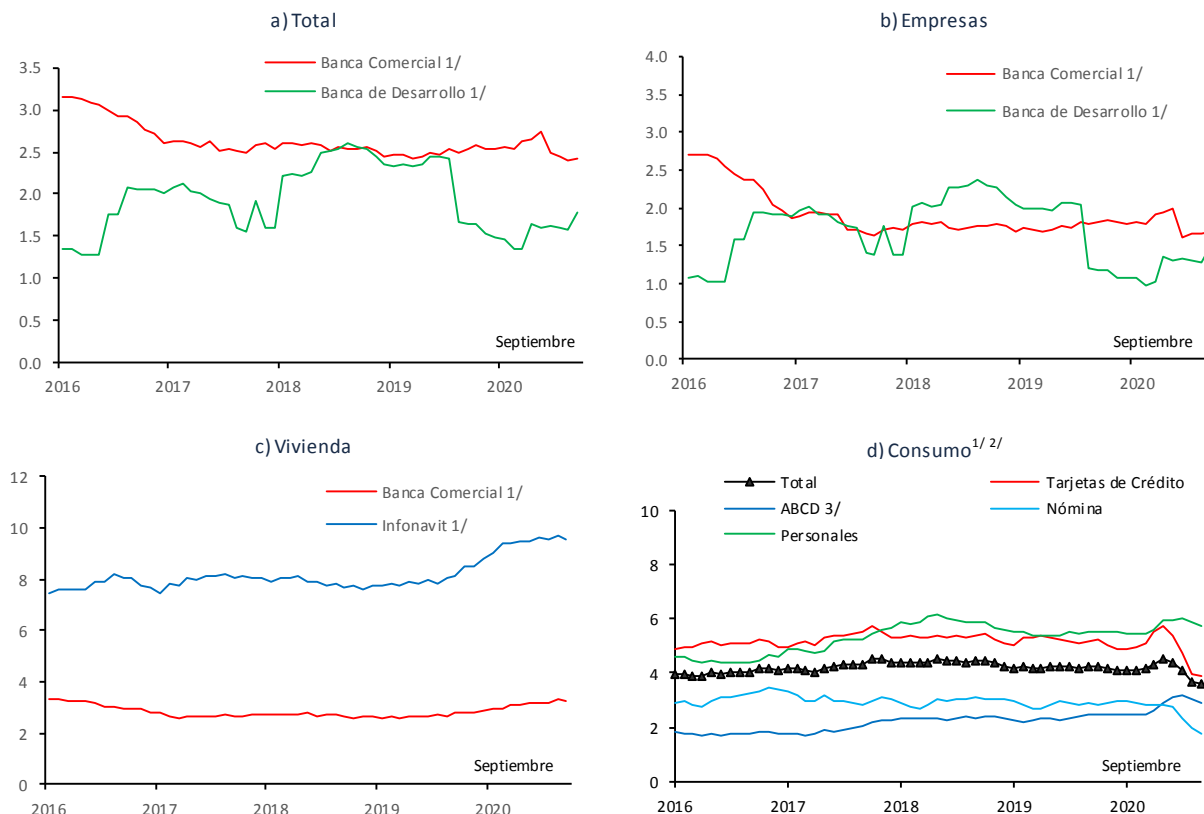 a) Total
Banca Comercial 1/
Banca de Desarrollo 1/
3.5
3.0
2.5
2.0
1.5
1.0
0.5
0.0
Septiembre
2016 2017 2018 2019 2020
b) Empresas
Banca Comercial 1/
Banca de Desarrollo 1/
4.0
3.5
3.0
2.5
2.0
1.5
1.0
0.5
0.0
Septiembre
2016 2017 2018 2019 2020
c) Vivienda
Banca Comercial 1/
Infonavit 1/
12
10
8
6
4
2
0
Septiembre
2016 2017 2018 2019 2020
d) Consumo1/ 2/
Total Tarjetas de Crédito
ABCD 3/ Nómina
Personales
10
8
6
4
2
0
Septiembre
2016 2017 2018 2019 2020